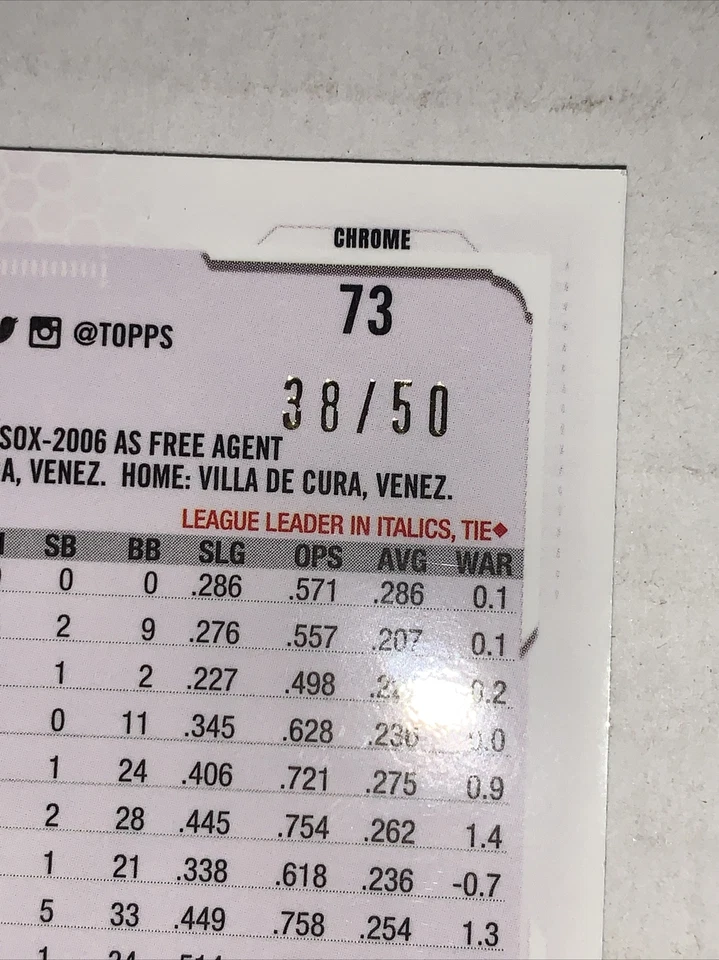 CHROME
73
@TOPPS
38/50
SOX-2006 AS FREE AGENT
A, VENEZ. HOME: VILLA DE CURA, VENEZ.
LEAGUE LEADER IN ITALICS, TIE◆
SB BB SLG OPS AVG WAR
0 0 .286 .571 .286 0.1
2 9 .276 .557 .207 0.1
1 2 .227 .498
0 11 .345 .628 .236
1 24 .406 .721 .275 0.9
2 28 .445 .754 .262 1.4
1 21 .338 .618 .236 -0.7
5 33 .449 .758 .254 1.3